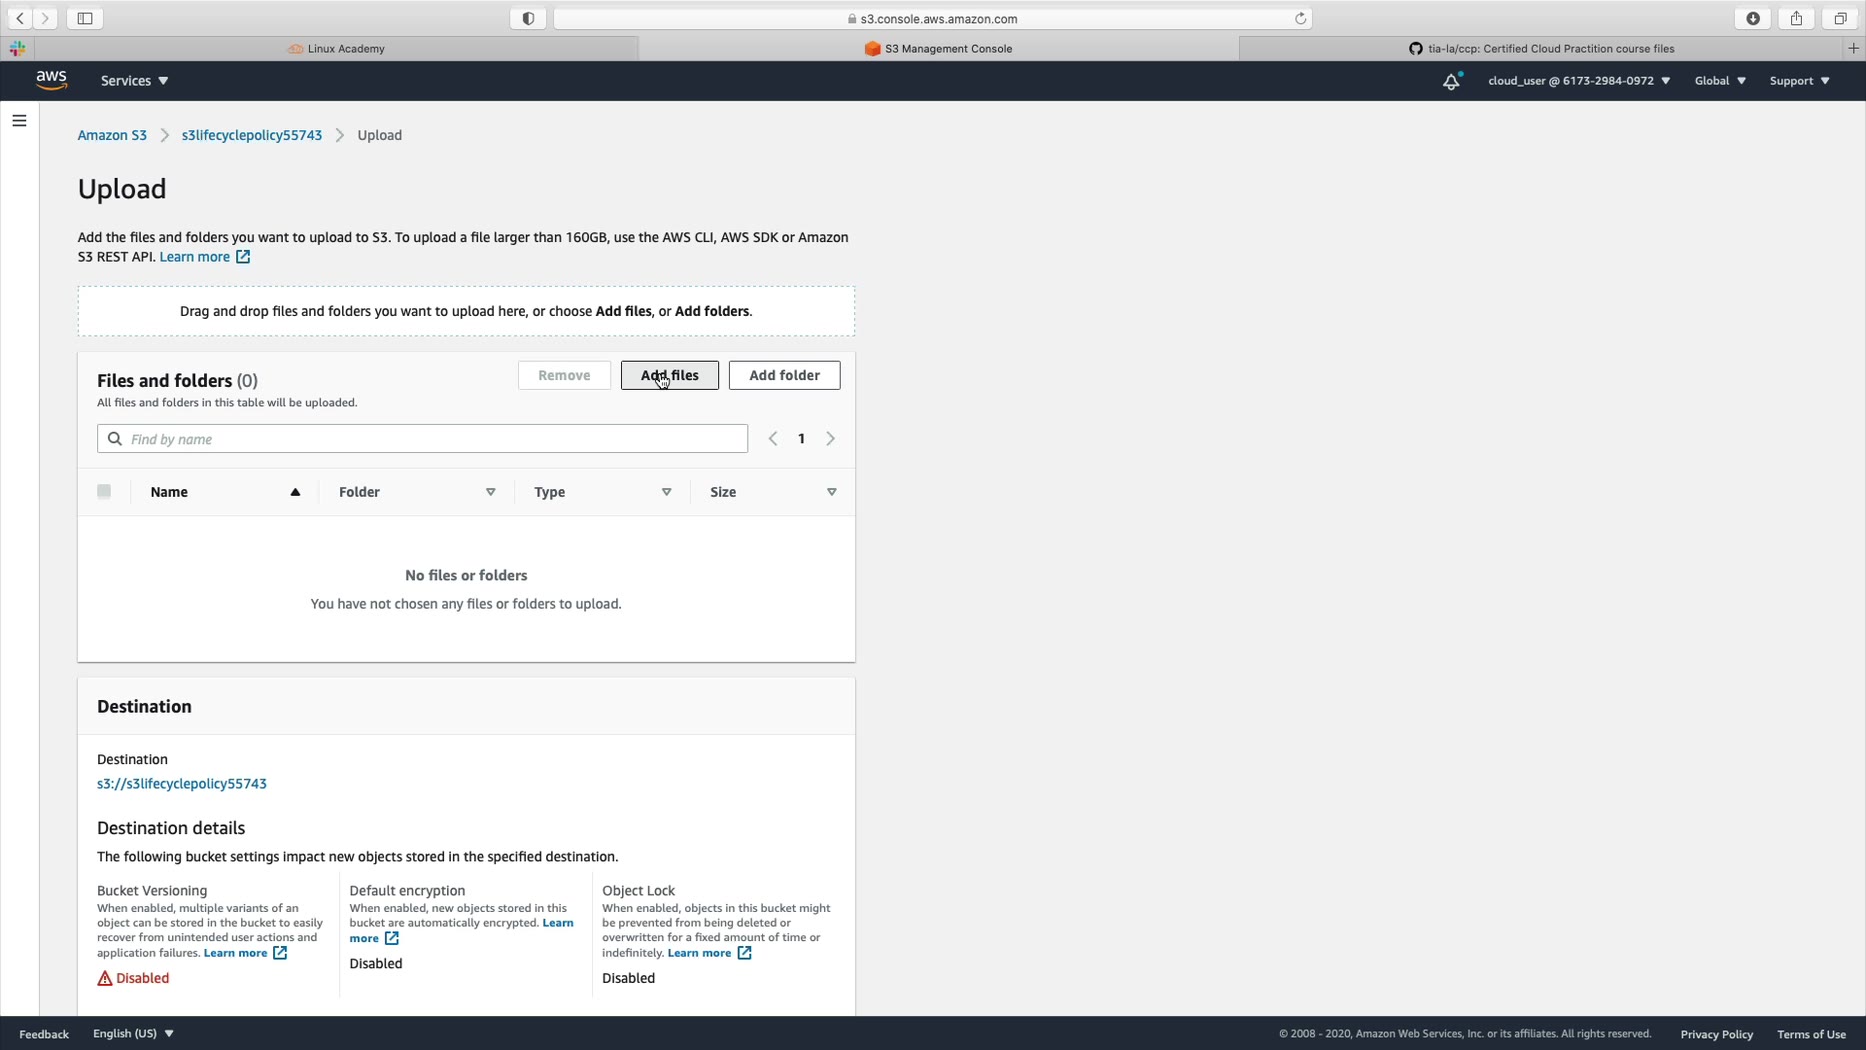 s3.console.aws.amazon.com
Linux Academy
S3 Management Console
tia-la/ccp: Certified Cloud Practition course files
aws
Services
cloud_user @ 6173-2984-0972
Global
Support
Amazon S3
s3lifecyclepolicy55743
Upload
Upload
Add the files and folders you want to upload to S3. To upload a file larger than 160GB, use the AWS CLI, AWS SDK or Amazon
S3 REST API. Learn more
Drag and drop files and folders you want to upload here, or choose Add files, or Add folders.
Files and folders (0)
Remove
Add files
Add folder
All files and folders in this table will be uploaded.
Find by name
1
Name
Folder
Type
Size
No files or folders
You have not chosen any files or folders to upload.
Destination
Destination
s3://s3lifecyclepolicy55743
Destination details
The following bucket settings impact new objects stored in the specified destination.
Bucket Versioning
When enabled, multiple variants of an
object can be stored in the bucket to easily
recover from unintended user actions and
application failures. Learn more
Disabled
Default encryption
When enabled, new objects stored in this
bucket are automatically encrypted. Learn
more
Disabled
Object Lock
When enabled, objects in this bucket might
be prevented from being deleted or
overwritten for a fixed amount of time or
indefinitely. Learn more
Disabled
Feedback
English (US)
© 2008 - 2020, Amazon Web Services, Inc. or its affiliates. All rights reserved.
Privacy Policy
Terms of Use